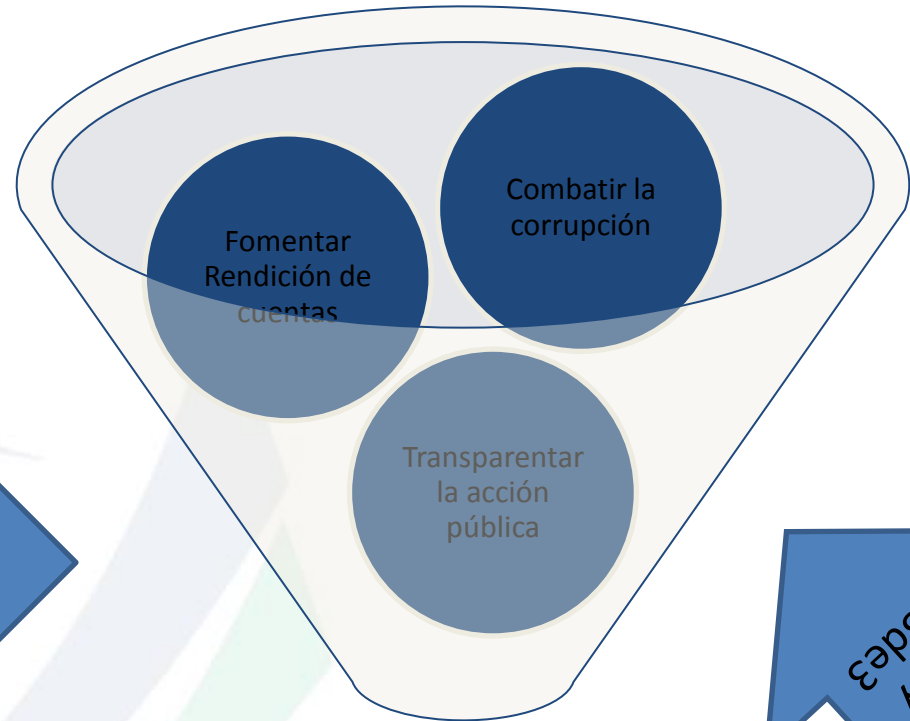 Combatir la
corrupción
Fomentar
Rendición de
cuentas
Transparentar
la acción
pública